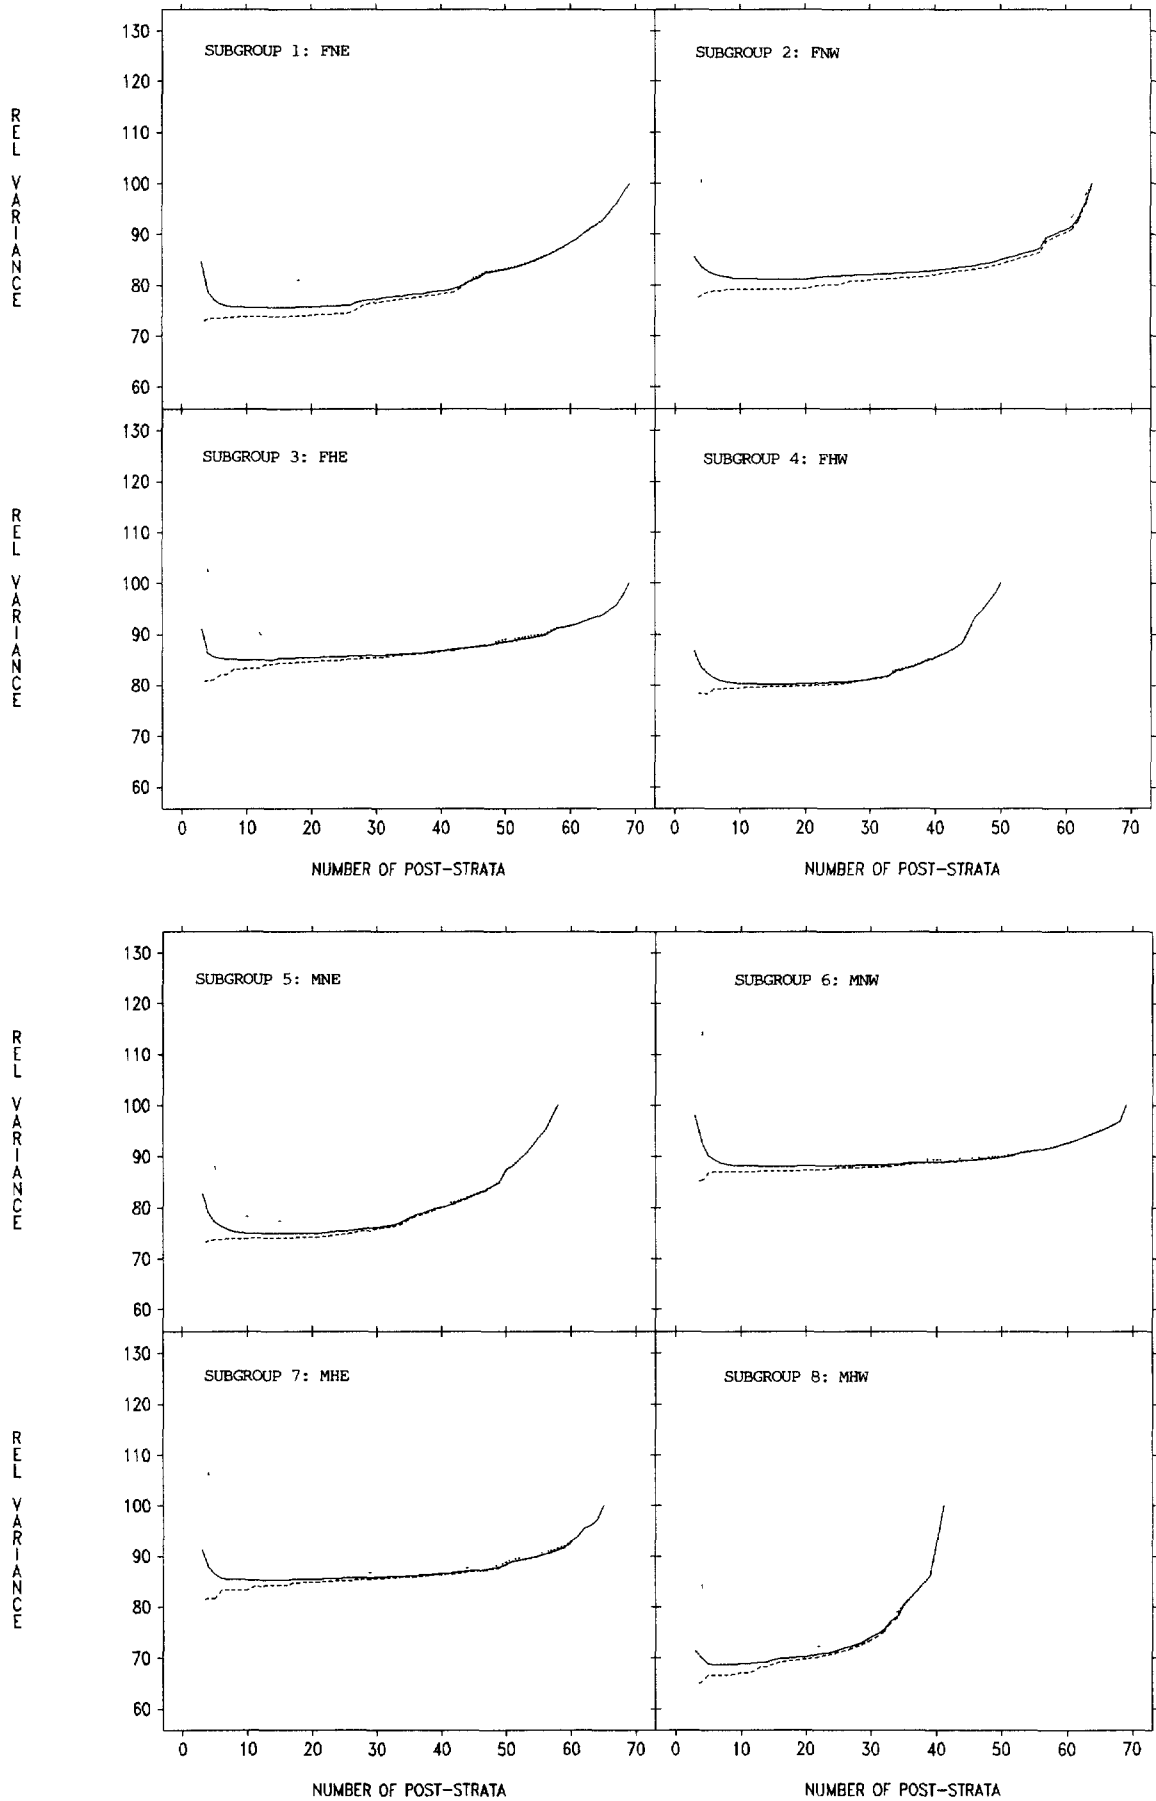 REL VARIANCE
130
120
110
100
90
80
70
60
SUBGROUP 1: FNE
SUBGROUP 2: FNW
REL VARIANCE
130
120
110
100
90
80
70
60
SUBGROUP 3: FHE
SUBGROUP 4: FHW
0 10 20 30 40 50 60 70
0 10 20 30 40 50 60 70
NUMBER OF POST-STRATA
NUMBER OF POST-STRATA
REL VARIANCE
130
120
110
100
90
80
70
60
SUBGROUP 5: MNE
SUBGROUP 6: MNW
REL VARIANCE
130
120
110
100
90
80
70
60
SUBGROUP 7: MHE
SUBGROUP 8: MHW
0 10 20 30 40 50 60 70
0 10 20 30 40 50 60 70
NUMBER OF POST-STRATA
NUMBER OF POST-STRATA